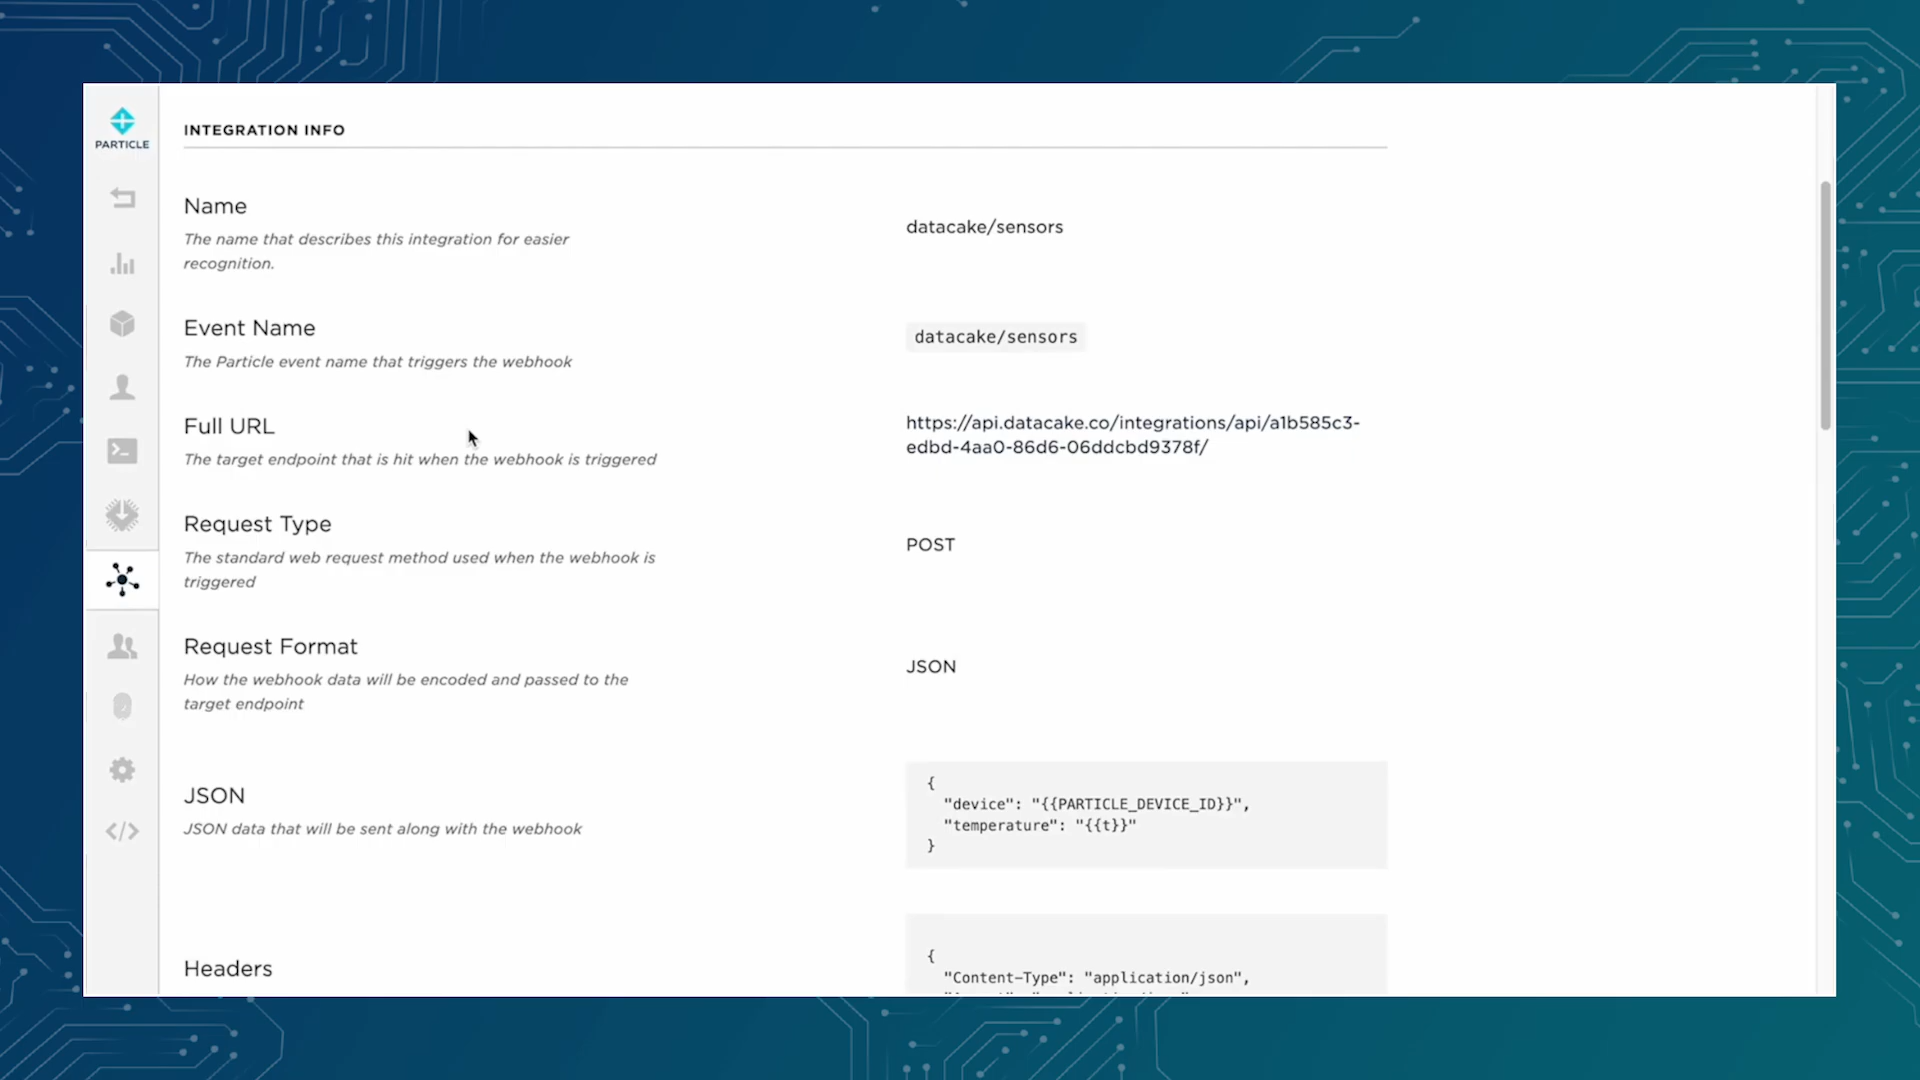 PARTICLE
INTEGRATION INFO
Name
The name that describes this integration for easier
recognition.
datacake/sensors
Event Name
The Particle event name that triggers the webhook
datacake/sensors
Full URL
The target endpoint that is hit when the webhook is triggered
https://api.datacake.co/integrations/api/a1b585c3-
edbd-4aa0-86d6-06ddcbd9378f/
Request Type
The standard web request method used when the webhook is
triggered
POST
Request Format
How the webhook data will be encoded and passed to the
target endpoint
JSON
JSON
JSON data that will be sent along with the webhook
{
"device": "{{PARTICLE_DEVICE_ID}}",
"temperature": "{{t}}"
}
Headers
{
"Content-Type": "application/json",